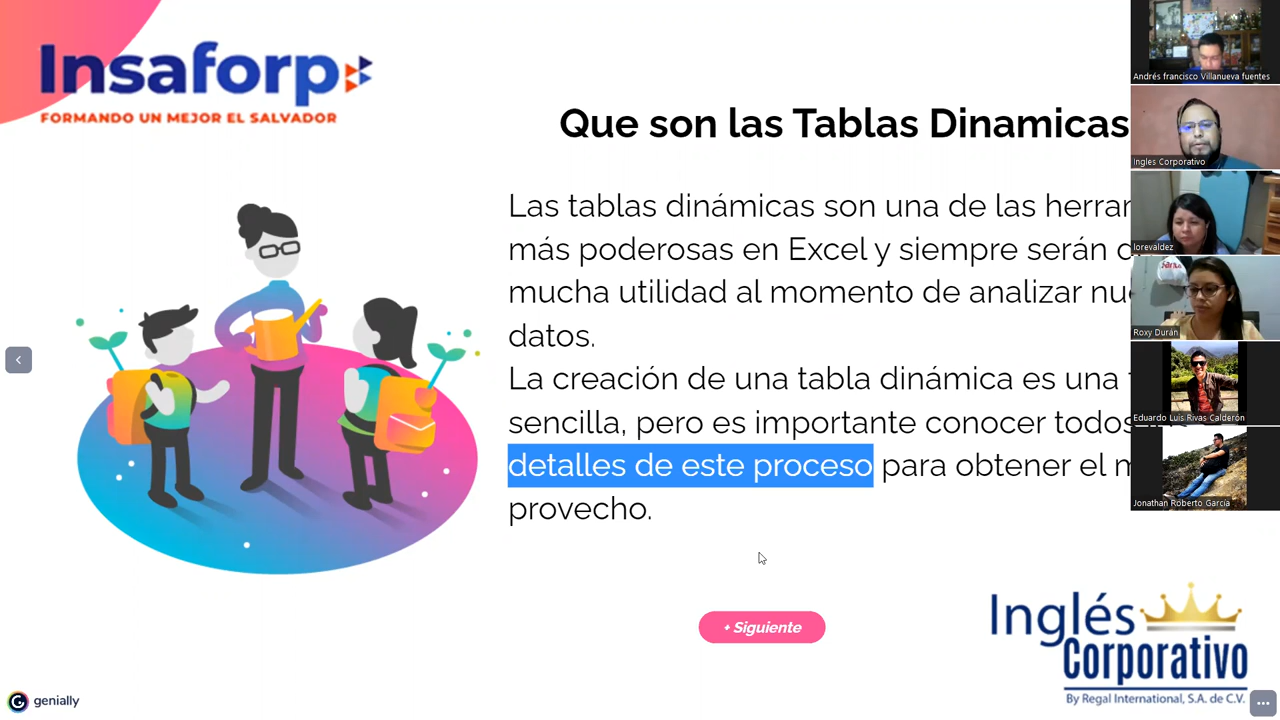 Insaforp
FORMANDO UN MEJOR EL SALVADOR
Que son las Tablas Dinamicas
Las tablas dinámicas son una de las
más poderosas en Excel y siempre serán
mucha utilidad al momento de analizar
datos.
La creación de una tabla dinámica es una
sencilla, pero es importante conocer todos
detalles de este proceso para obtener el
provecho.
+ Siguiente
Inglés
Corporativo
By Regal International, S.A. de C.V.
genially
Andrés francisco Villanueva fuentes
Ingles Corporativo
lorevaldez
Roxy Durán
Eduardo Luis Rivas Calderón
Jonathan Roberto García